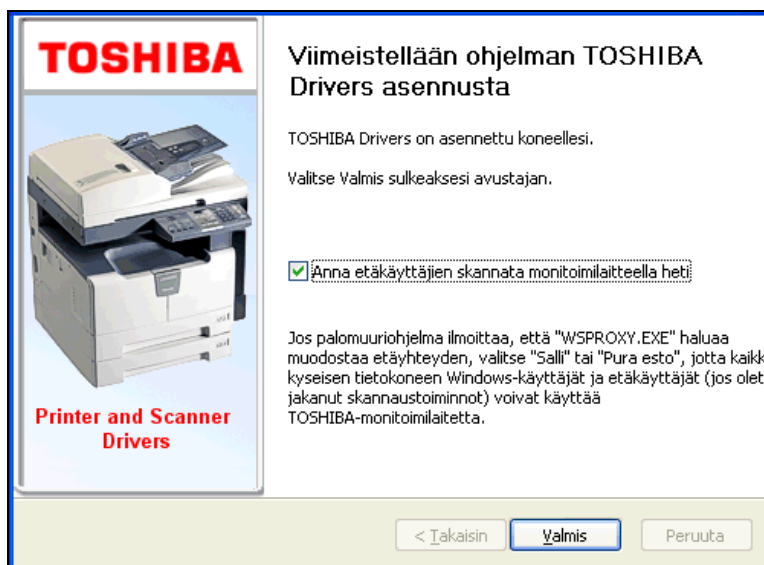 TOSHIBA
Printer and Scanner
Drivers
Viimeistellään ohjelman TOSHIBA
Drivers asennusta
TOSHIBA Drivers on asennettu koneellesi.
Valitse Valmis sulkeaksesi avustajan.
Anna etäkäyttäjien skannata monitoimilaitteella heti
Jos palomuuriohjelma ilmoittaa, että "WSPROXY.EXE" haluaa
muodostaa etäyhteyden, valitse "Salli" tai "Pura esto", jotta kaikk
kyseisen tietokoneen Windows-käyttäjät ja etäkäyttäjät (jos olet
jakanut skannaustoiminnot) voivat käyttää
TOSHIBA-monitoimilaitetta.
< Takaisin
Valmis
Peruuta